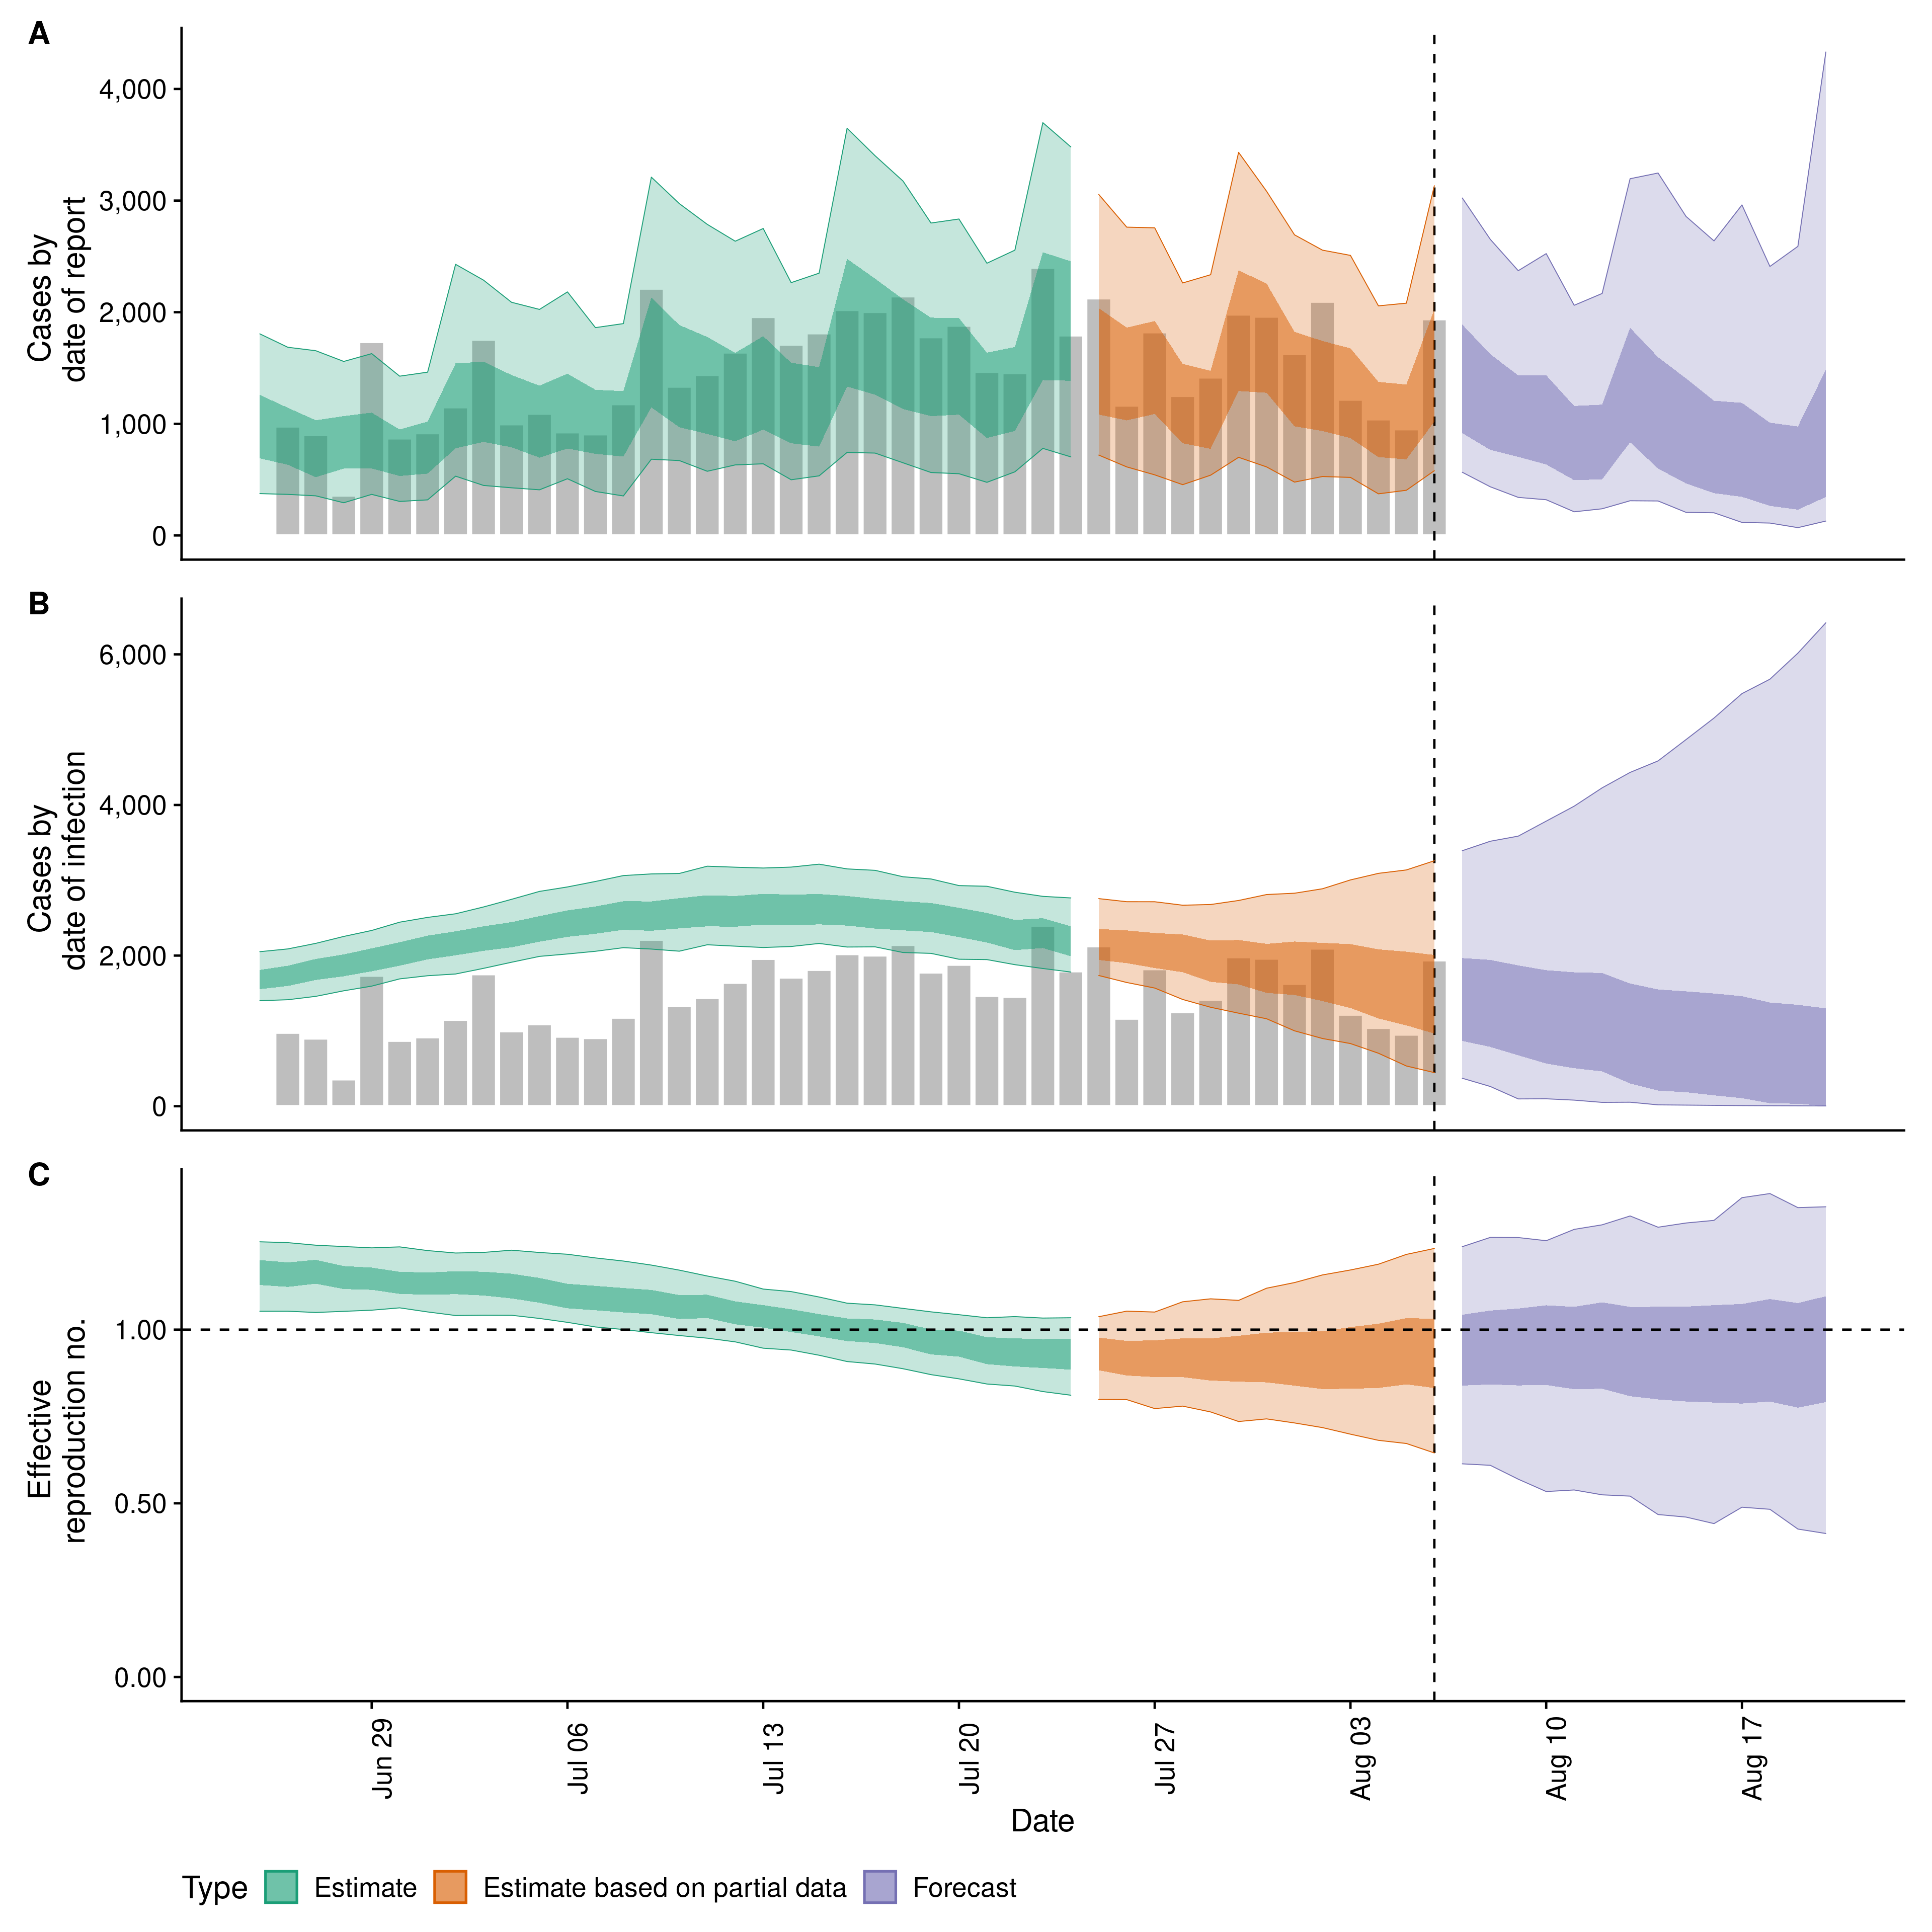 A
Cases by
date of report
4,000
3,000
2,000
1,000
0
B
Cases by
date of infection
6,000
4,000
2,000
0
C
Effective
reproduction no.
1.00
0.50
0.00
Jun 29
Jul 06
Jul 13
Jul 20
Jul 27
Aug 03
Aug 10
Aug 17
Date
Type Estimate Estimate based on partial data Forecast